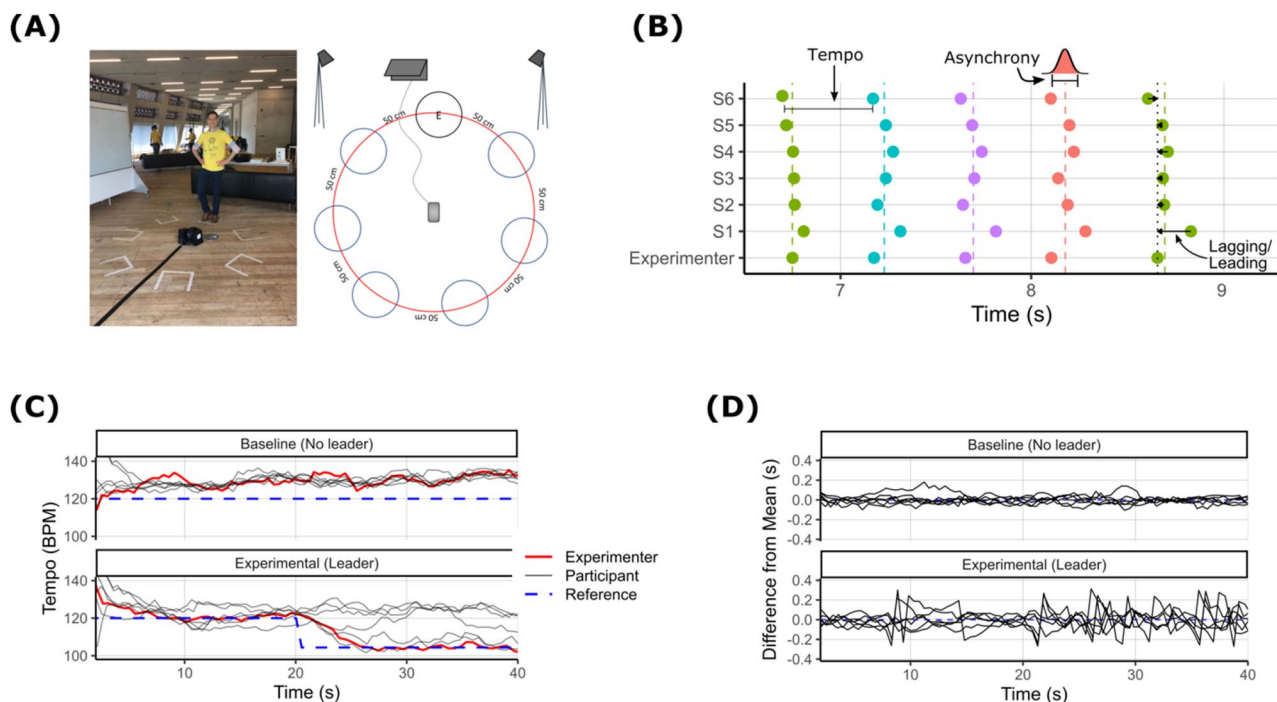 (A)
E
50 cm
50 cm
50 cm
50 cm
50 cm
50 cm
50 cm
(B)
Tempo
Asynchrony
S6
S5
S4
S3
S2
S1
Experimenter
Lagging/
Leading
7
8
9
Time (s)
(C)
Baseline (No leader)
140
120
100
Experimental (Leader)
140
120
100
Tempo (BPM)
10
20
30
40
Time (s)
Experimenter
Participant
Reference
(D)
Baseline (No leader)
0.4
0.2
0.0
-0.2
-0.4
Experimental (Leader)
0.4
0.2
0.0
-0.2
-0.4
Difference from Mean (s)
10
20
30
40
Time (s)